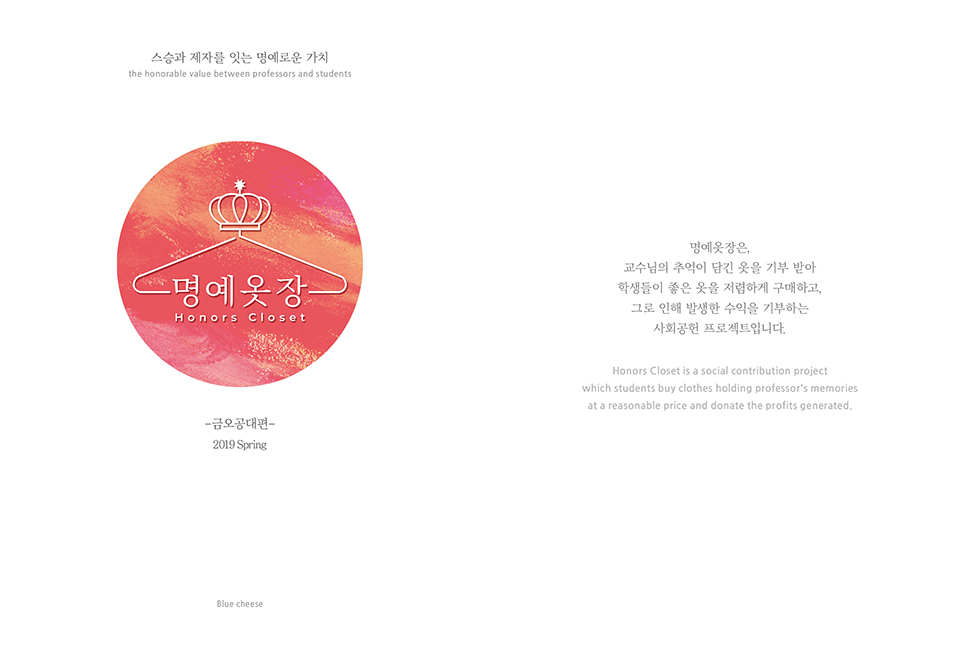 스승과 제자를 잇는 명예로운 가치
the honorable value between professors and students
명예옷장
Honors Closet
-금오공대편-
2019 Spring
Blue cheese
명예옷장은,
교수님의 추억이 담긴 옷을 기부 받아
학생들이 좋은 옷을 저렴하게 구매하고,
그로 인해 발생한 수익을 기부하는
사회공헌 프로젝트입니다.
Honors Closet is a social contribution project
which students buy clothes holding professor's memories
at a reasonable price and donate the profits generated.